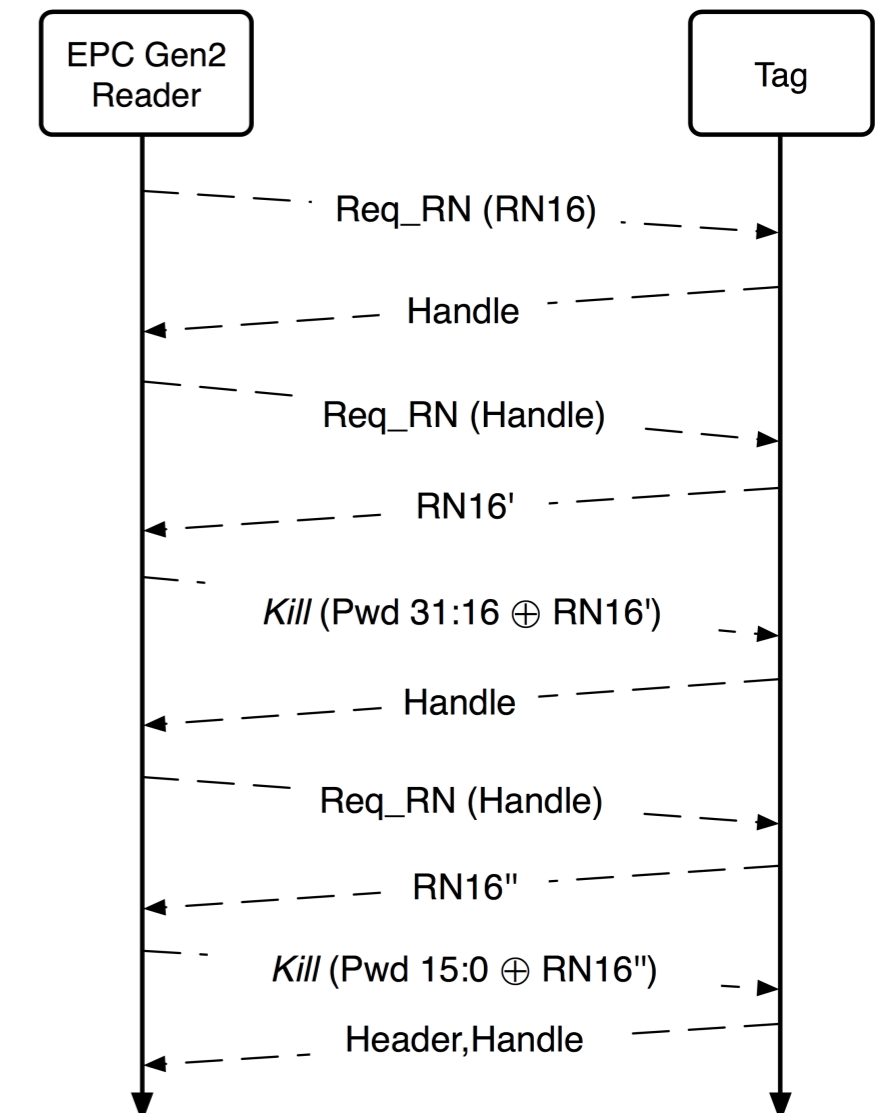 EPC Gen2
Reader
Tag
Req_RN (RN16)
Handle
Req_RN (Handle)
RN16'
Kill (Pwd 31:16 ⊕ RN16')
Handle
Req_RN (Handle)
RN16"
Kill (Pwd 15:0 ⊕ RN16")
Header,Handle